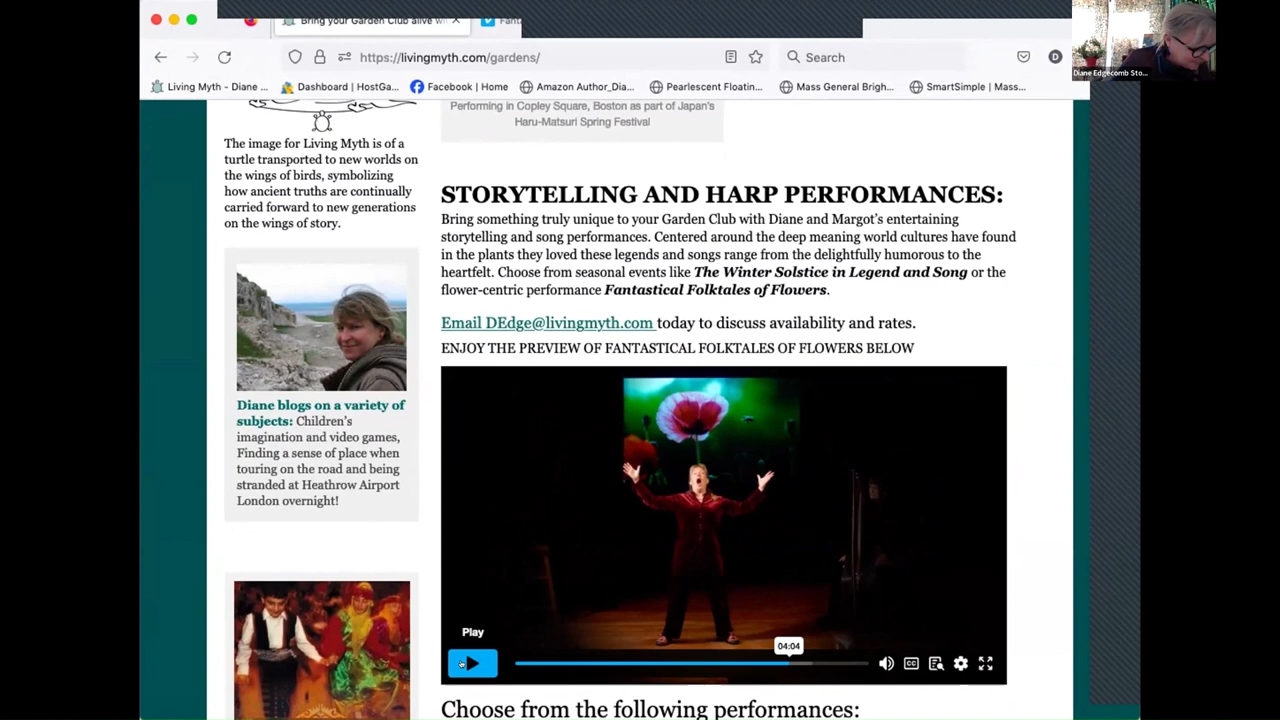 Bring your Garden Club alive wi
Fant
https://livingmyth.com/gardens/
Search
D
Living Myth - Diane ...
Dashboard | HostGa...
Facebook | Home
Amazon Author_Dia...
Pearlescent Floatin...
Mass General Brigh...
SmartSimple | Mass...
Diane Edgecomb Sto...
Performing in Copley Square, Boston as part of Japan's
Haru-Matsuri Spring Festival
The image for Living Myth is of a
turtle transported to new worlds on
the wings of birds, symbolizing
how ancient truths are continually
carried forward to new generations
on the wings of story.
Diane blogs on a variety of
subjects: Children's
imagination and video games,
Finding a sense of place when
touring on the road and being
stranded at Heathrow Airport
London overnight!
STORYTELLING AND HARP PERFORMANCES:
Bring something truly unique to your Garden Club with Diane and Margot's entertaining
storytelling and song performances. Centered around the deep meaning world cultures have found
in the plants they loved these legends and songs range from the delightfully humorous to the
heartfelt. Choose from seasonal events like The Winter Solstice in Legend and Song or the
flower-centric performance Fantastical Folktales of Flowers.
Email DEdge@livingmyth.com today to discuss availability and rates.
ENJOY THE PREVIEW OF FANTASTICAL FOLKTALES OF FLOWERS BELOW
Play
04:04
CC
Choose from the following performances: